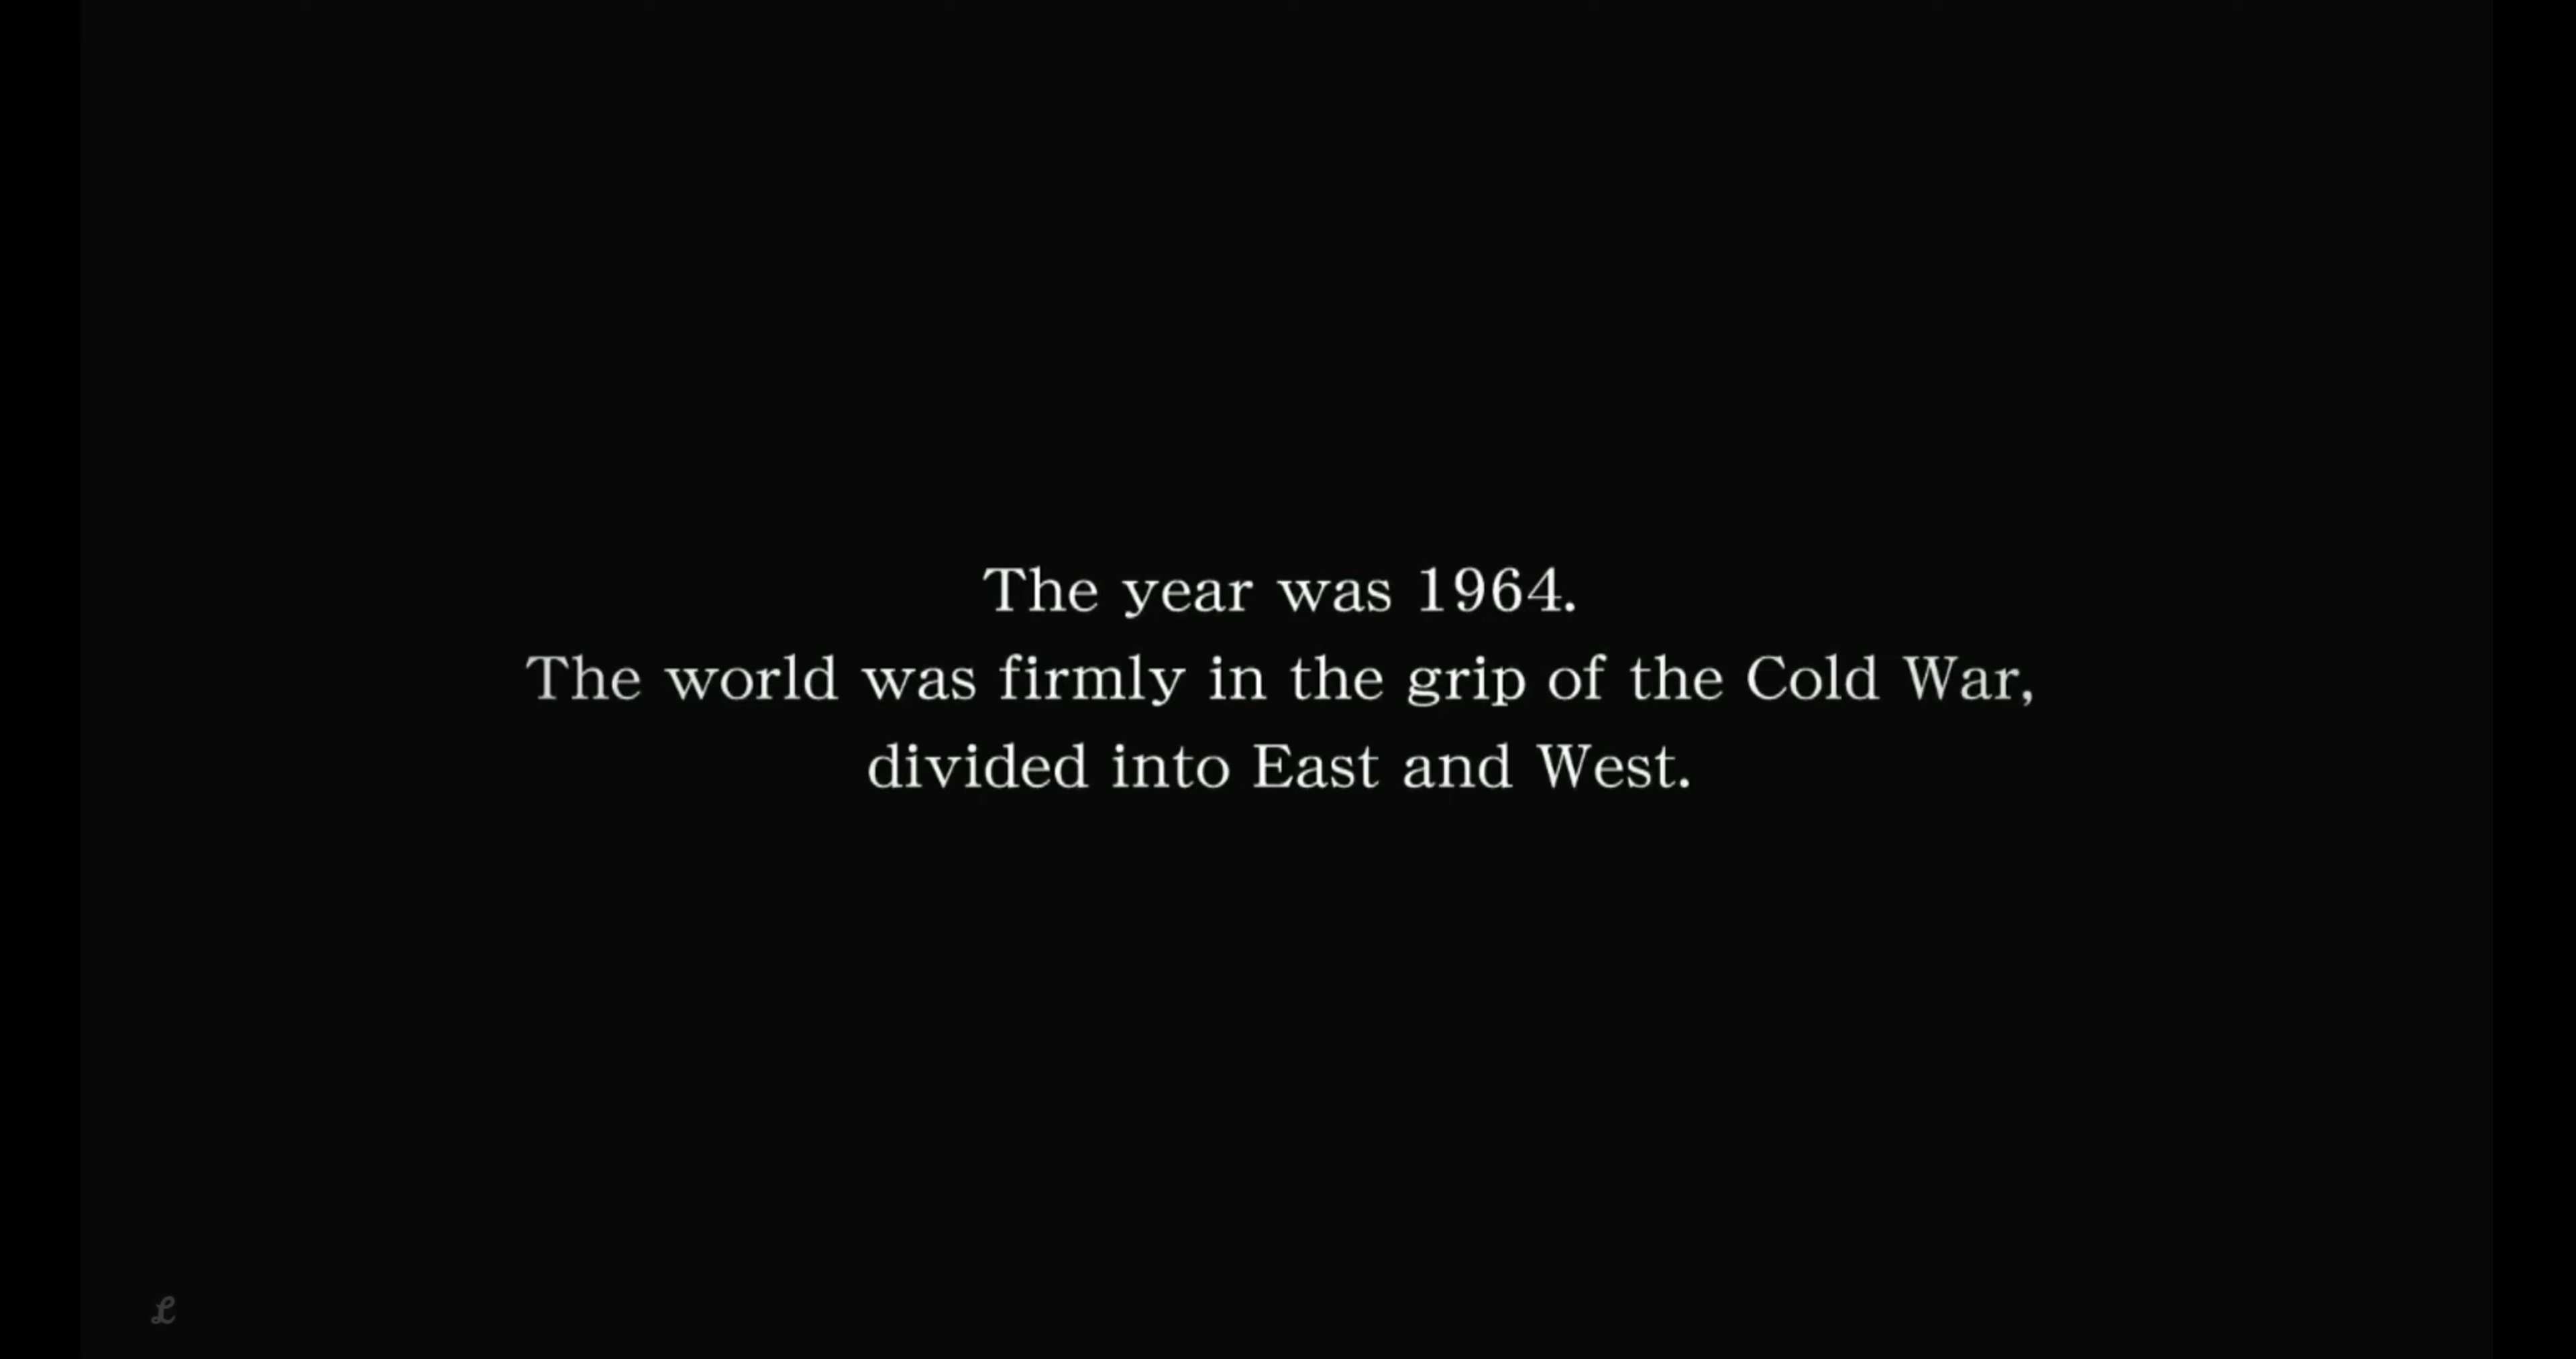 The year was 1964.
The world was firmly in the grip of the Cold War,
divided into East and West.
ℒ